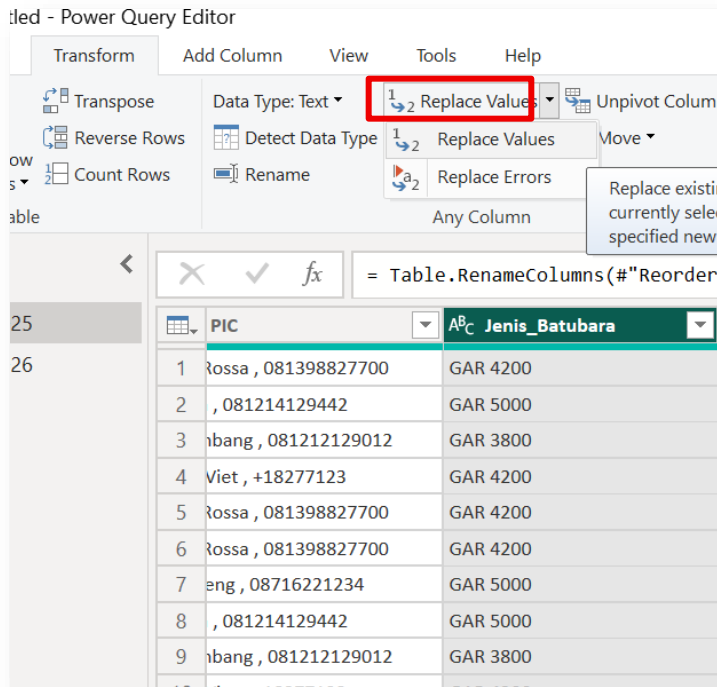 tled - Power Query Editor
Transform Add Column View Tools Help
Transpose Data Type: Text Replace Values Unpivot Colum
Reverse Rows Detect Data Type Replace Values Move
ow
s Count Rows Rename Replace Errors
able Any Column
Replace existi
currently sele
specified new
fx = Table.RenameColumns(#"Reorder
25
26
PIC ABC Jenis_Batubara
1 Rossa , 081398827700 GAR 4200
2 , 081214129442 GAR 5000
3 nbang , 081212129012 GAR 3800
4 Viet , +18277123 GAR 4200
5 Rossa , 081398827700 GAR 4200
6 Rossa , 081398827700 GAR 4200
7 eng , 08716221234 GAR 5000
8 , 081214129442 GAR 5000
9 nbang , 081212129012 GAR 3800